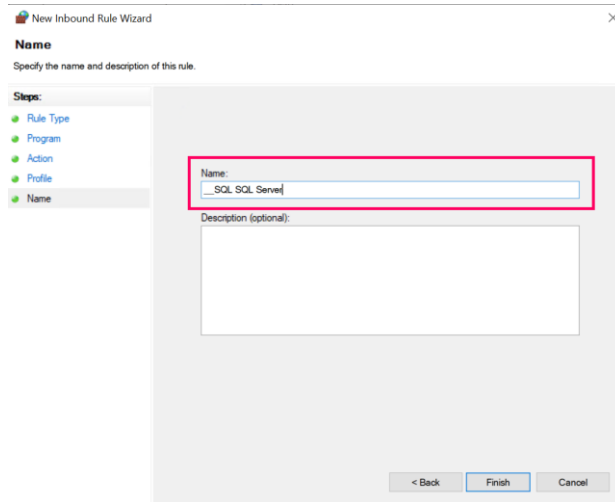 New Inbound Rule Wizard
Name
Specify the name and description of this rule.
Steps:
Rule Type
Program
Action
Profile
Name
Name:
__SQL SQL Server
Description (optional):
< Back Finish Cancel